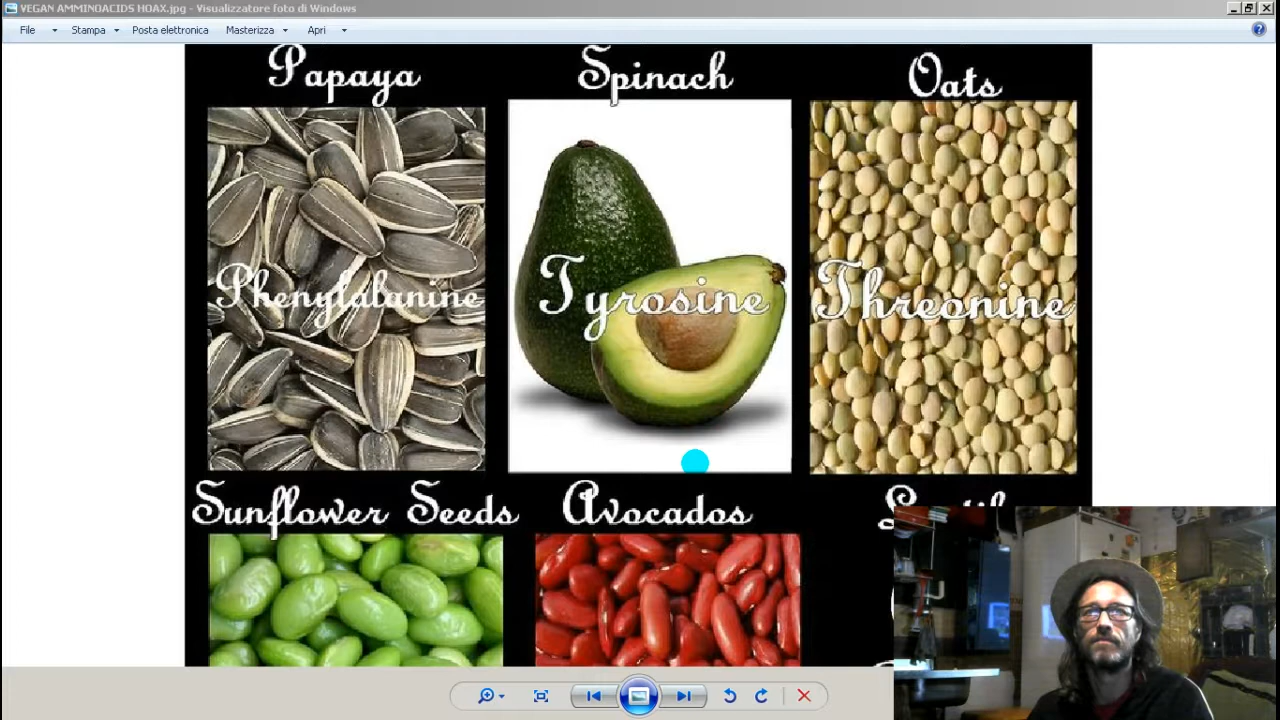 VEGAN AMMINOACIDS HOAX.jpg - Visualizzatore foto di Windows
File Stampa Posta elettronica Masterizza Apri
Papaya Spinach Oats
Phenylalanine Tyrosine Threonine
Sunflower Seeds Avocados